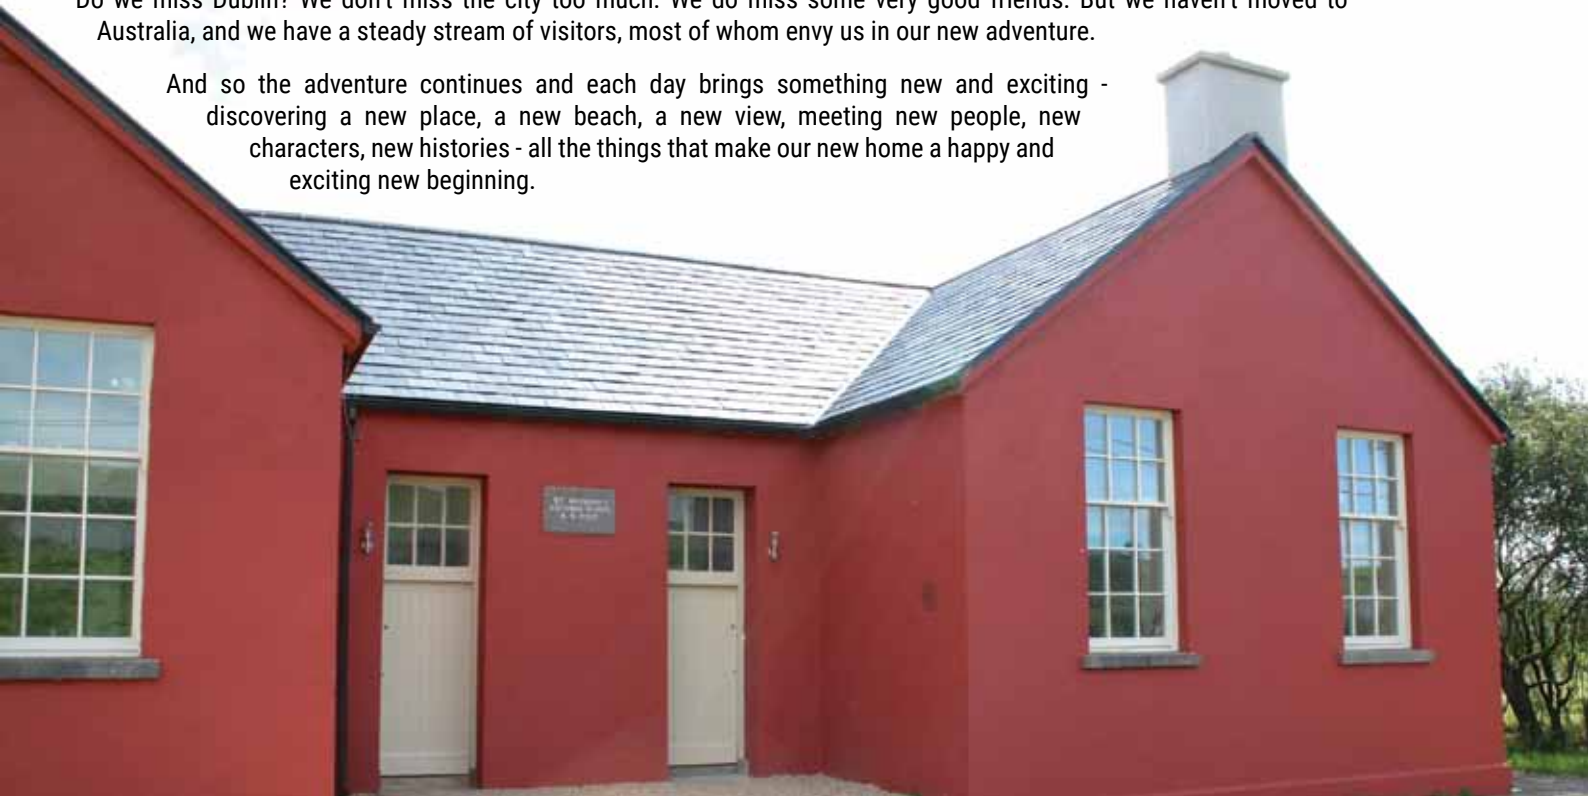 Do we miss Dublin? We don't miss the city too much. We do miss some very good friends. But we haven't moved to
Australia, and we have a steady stream of visitors, most of whom envy us in our new adventure.
And so the adventure continues and each day brings something new and exciting -
discovering a new place, a new beach, a new view, meeting new people, new
characters, new histories - all the things that make our new home a happy and
exciting new beginning.